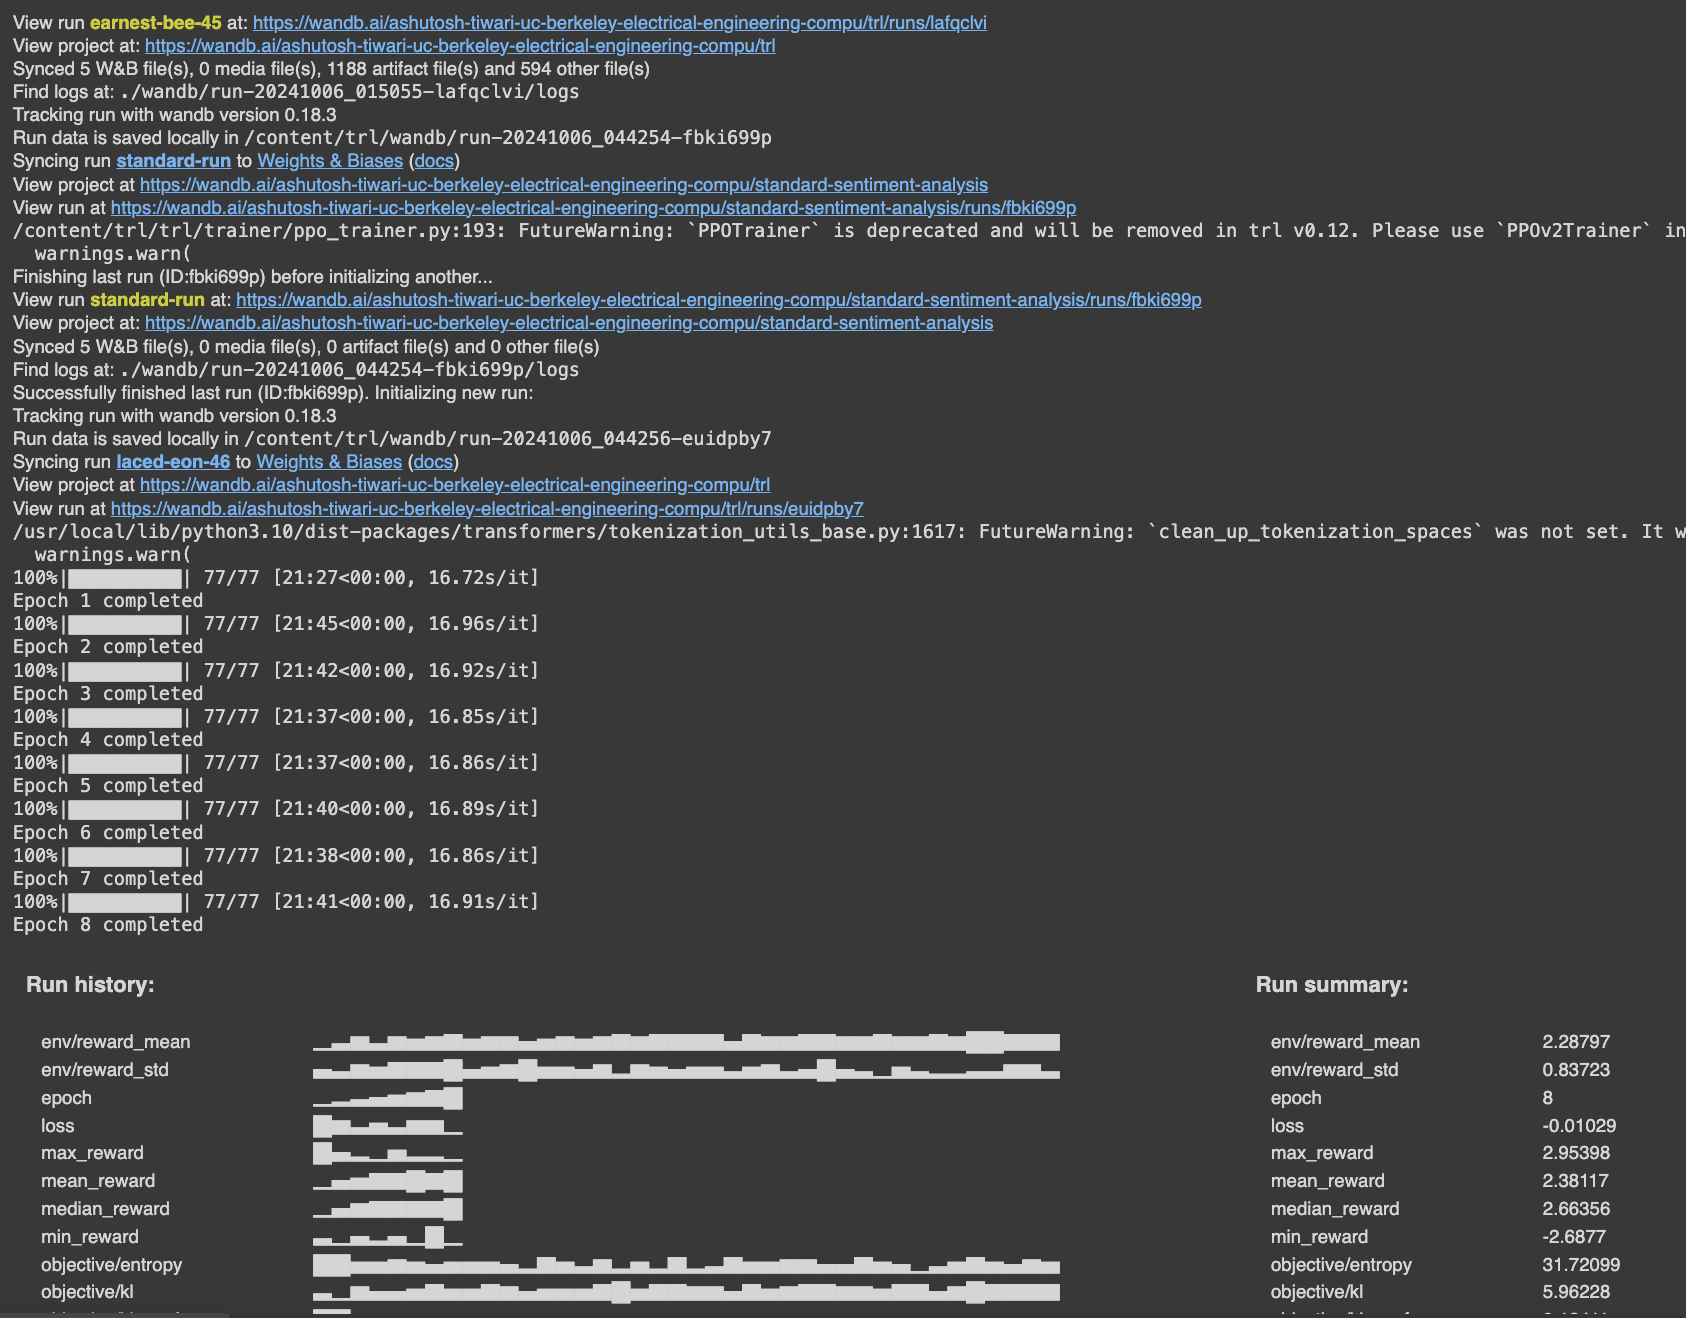 View run earnest-bee-45 at: https://wandb.ai/ashutosh-tiwari-uc-berkeley-electrical-engineering-compu/trl/runs/lafqclvi
View project at: https://wandb.ai/ashutosh-tiwari-uc-berkeley-electrical-engineering-compu/trl
Synced 5 W&B file(s), 0 media file(s), 1188 artifact file(s) and 594 other file(s)
Find logs at: ./wandb/run-20241006_015055-lafqclvi/logs
Tracking run with wandb version 0.18.3
Run data is saved locally in /content/trl/wandb/run-20241006_044254-fbki699p
Syncing run standard-run to Weights & Biases (docs)
View project at https://wandb.ai/ashutosh-tiwari-uc-berkeley-electrical-engineering-compu/standard-sentiment-analysis
View run at https://wandb.ai/ashutosh-tiwari-uc-berkeley-electrical-engineering-compu/standard-sentiment-analysis/runs/fbki699p
/content/trl/trl/trainer/ppo_trainer.py:193: FutureWarning: `PPOTrainer` is deprecated and will be removed in trl v0.12. Please use `PPOv2Trainer` in
warnings.warn(
Finishing last run (ID:fbki699p) before initializing another...
View run standard-run at: https://wandb.ai/ashutosh-tiwari-uc-berkeley-electrical-engineering-compu/standard-sentiment-analysis/runs/fbki699p
View project at: https://wandb.ai/ashutosh-tiwari-uc-berkeley-electrical-engineering-compu/standard-sentiment-analysis
Synced 5 W&B file(s), 0 media file(s), 0 artifact file(s) and 0 other file(s)
Find logs at: ./wandb/run-20241006_044254-fbki699p/logs
Successfully finished last run (ID:fbki699p). Initializing new run:
Tracking run with wandb version 0.18.3
Run data is saved locally in /content/trl/wandb/run-20241006_044256-euidpby7
Syncing run laced-eon-46 to Weights & Biases (docs)
View project at https://wandb.ai/ashutosh-tiwari-uc-berkeley-electrical-engineering-compu/trl
View run at https://wandb.ai/ashutosh-tiwari-uc-berkeley-electrical-engineering-compu/trl/runs/euidpby7
/usr/local/lib/python3.10/dist-packages/transformers/tokenization_utils_base.py:1617: FutureWarning: `clean_up_tokenization_spaces` was not set. It w
warnings.warn(
100%|██████████| 77/77 [21:27<00:00, 16.72s/it]
Epoch 1 completed
100%|██████████| 77/77 [21:45<00:00, 16.96s/it]
Epoch 2 completed
100%|██████████| 77/77 [21:42<00:00, 16.92s/it]
Epoch 3 completed
100%|██████████| 77/77 [21:37<00:00, 16.85s/it]
Epoch 4 completed
100%|██████████| 77/77 [21:37<00:00, 16.86s/it]
Epoch 5 completed
100%|██████████| 77/77 [21:40<00:00, 16.89s/it]
Epoch 6 completed
100%|██████████| 77/77 [21:38<00:00, 16.86s/it]
Epoch 7 completed
100%|██████████| 77/77 [21:41<00:00, 16.91s/it]
Epoch 8 completed
Run history:
env/reward_mean
env/reward_std
epoch
loss
max_reward
mean_reward
median_reward
min_reward
objective/entropy
objective/kl
Run summary:
env/reward_mean 2.28797
env/reward_std 0.83723
epoch 8
loss -0.01029
max_reward 2.95398
mean_reward 2.38117
median_reward 2.66356
min_reward -2.6877
objective/entropy 31.72099
objective/kl 5.96228